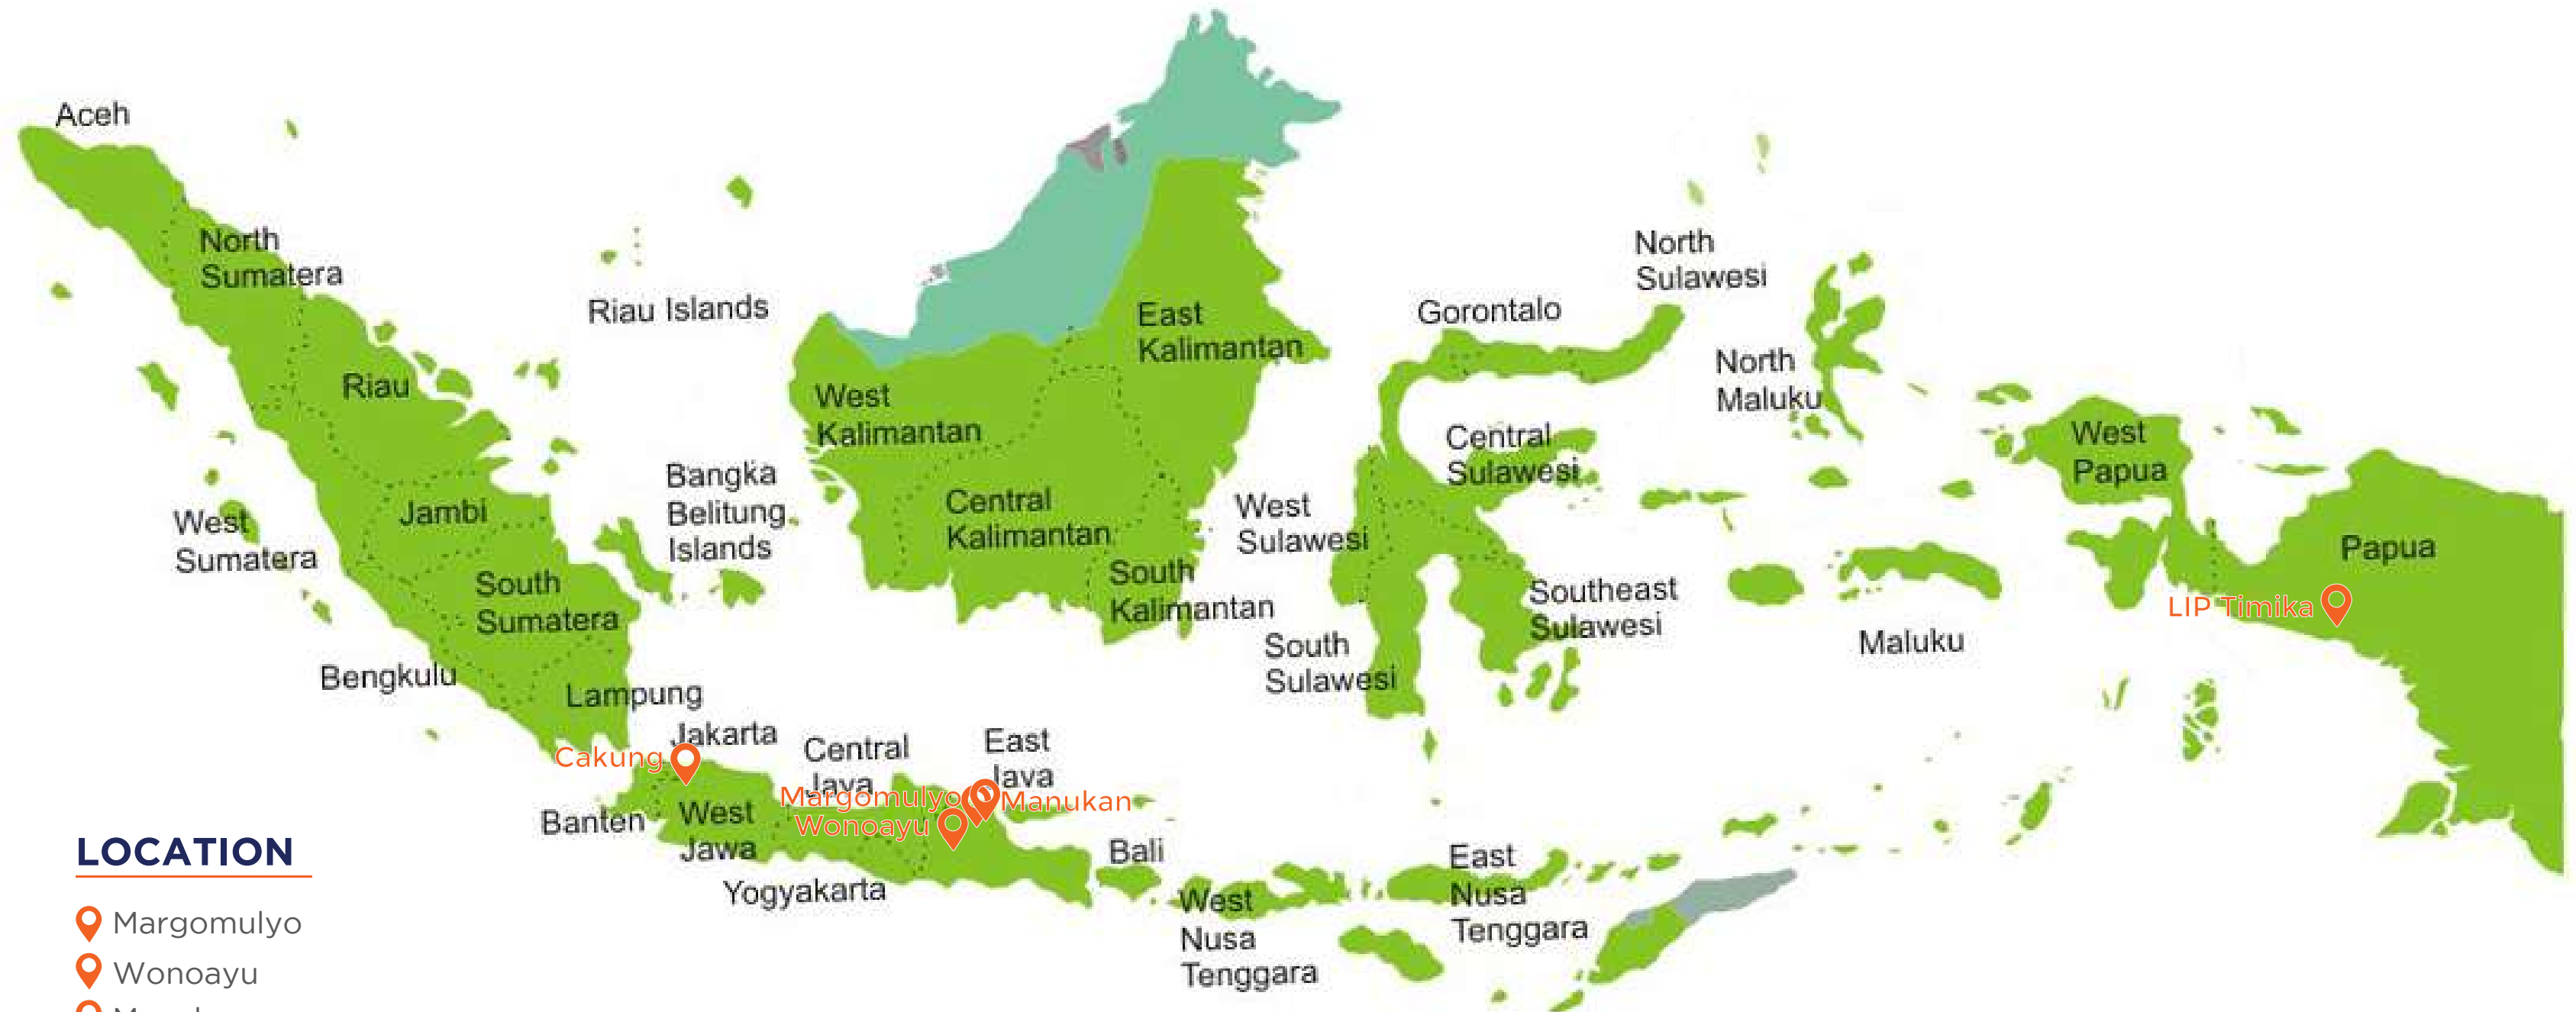 Aceh
North
Sumatera
Riau Islands
Riau
West
Sumatera
Jambi
Bangka
Belitung
Islands
South
Sumatera
Bengkulu
Lampung
West
Kalimantan
East
Kalimantan
Central
Kalimantan
South
Kalimantan
Gorontalo
North
Sulawesi
North
Maluku
Central
Sulawesi
West
Sulawesi
Southeast
Sulawesi
South
Sulawesi
Maluku
West
Papua
Papua
LIP Timika
Jakarta
Cakung
Central
Java
East
Java
Margomulyo
Manukan
Wonoayu
Banten
West
Jawa
Yogyakarta
Bali
West
Nusa
Tenggara
East
Nusa
Tenggara
LOCATION
Margomulyo
Wonoayu